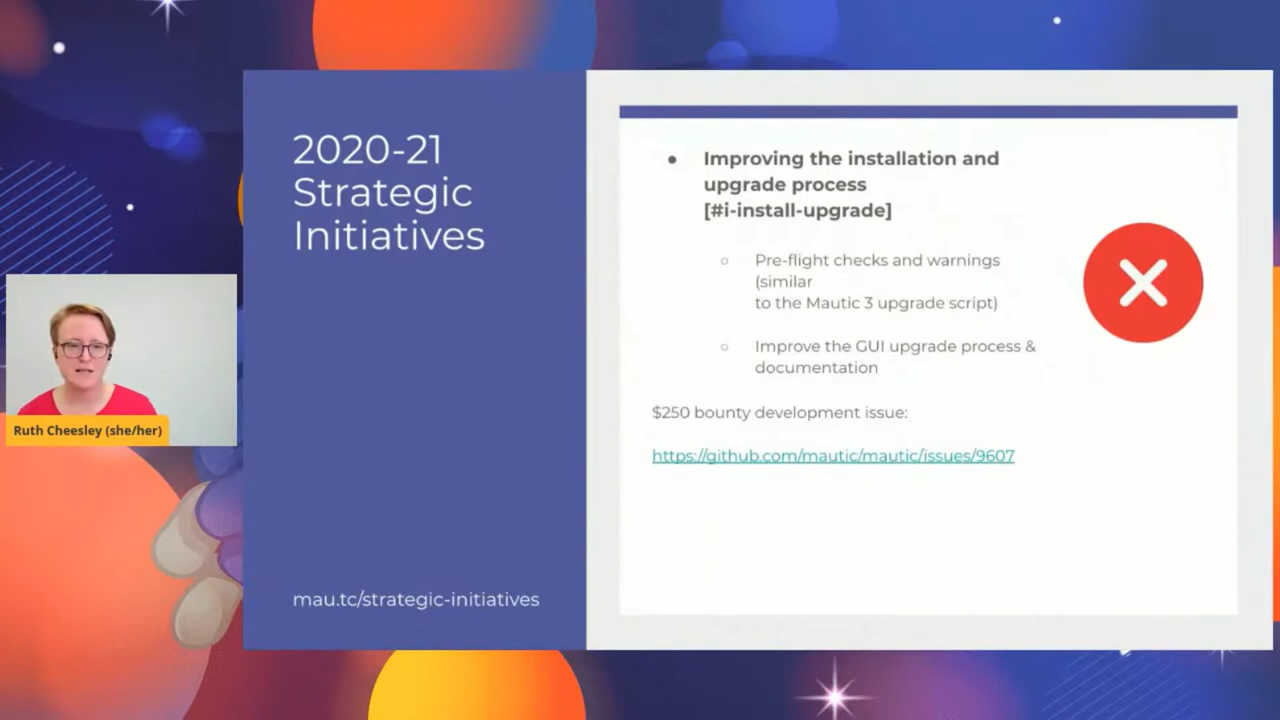 2020-21
Strategic
Initiatives
mau.tc/strategic-initiatives
● Improving the installation and
upgrade process
[#i-install-upgrade]
○ Pre-flight checks and warnings
(similar
to the Mautic 3 upgrade script)
○ Improve the GUI upgrade process &
documentation
$250 bounty development issue:
https://github.com/mautic/mautic/issues/9607
Ruth Cheesley (she/her)